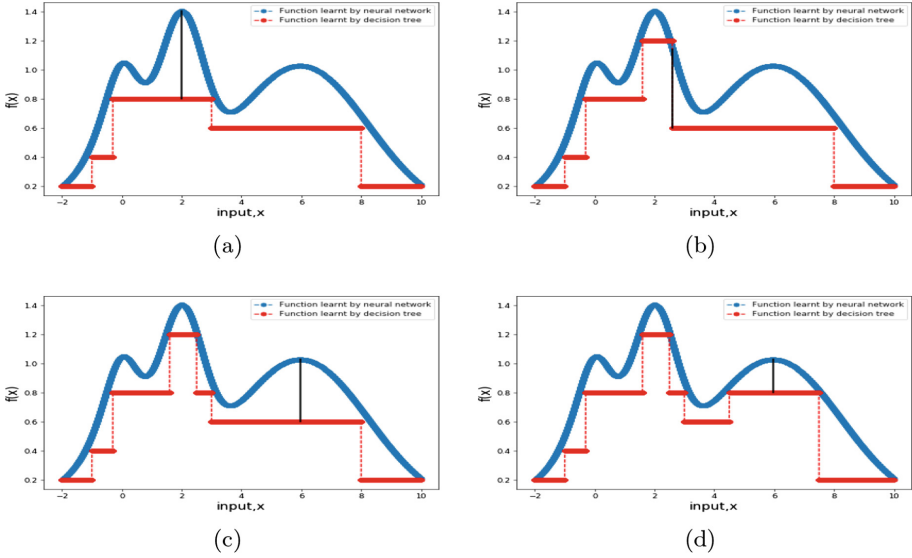 1.4
1.2
1.0
0.8
0.6
0.4
0.2
f(x)
Function learnt by neural network
Function learnt by decision tree
−2 0 2 4 6 8 10
input,x
(a)
1.4
1.2
1.0
0.8
0.6
0.4
0.2
f(x)
Function learnt by neural network
Function learnt by decision tree
−2 0 2 4 6 8 10
input,x
(b)
1.4
1.2
1.0
0.8
0.6
0.4
0.2
f(x)
Function learnt by neural network
Function learnt by decision tree
−2 0 2 4 6 8 10
input,x
(c)
1.4
1.2
1.0
0.8
0.6
0.4
0.2
f(x)
Function learnt by neural network
Function learnt by decision tree
−2 0 2 4 6 8 10
input,x
(d)